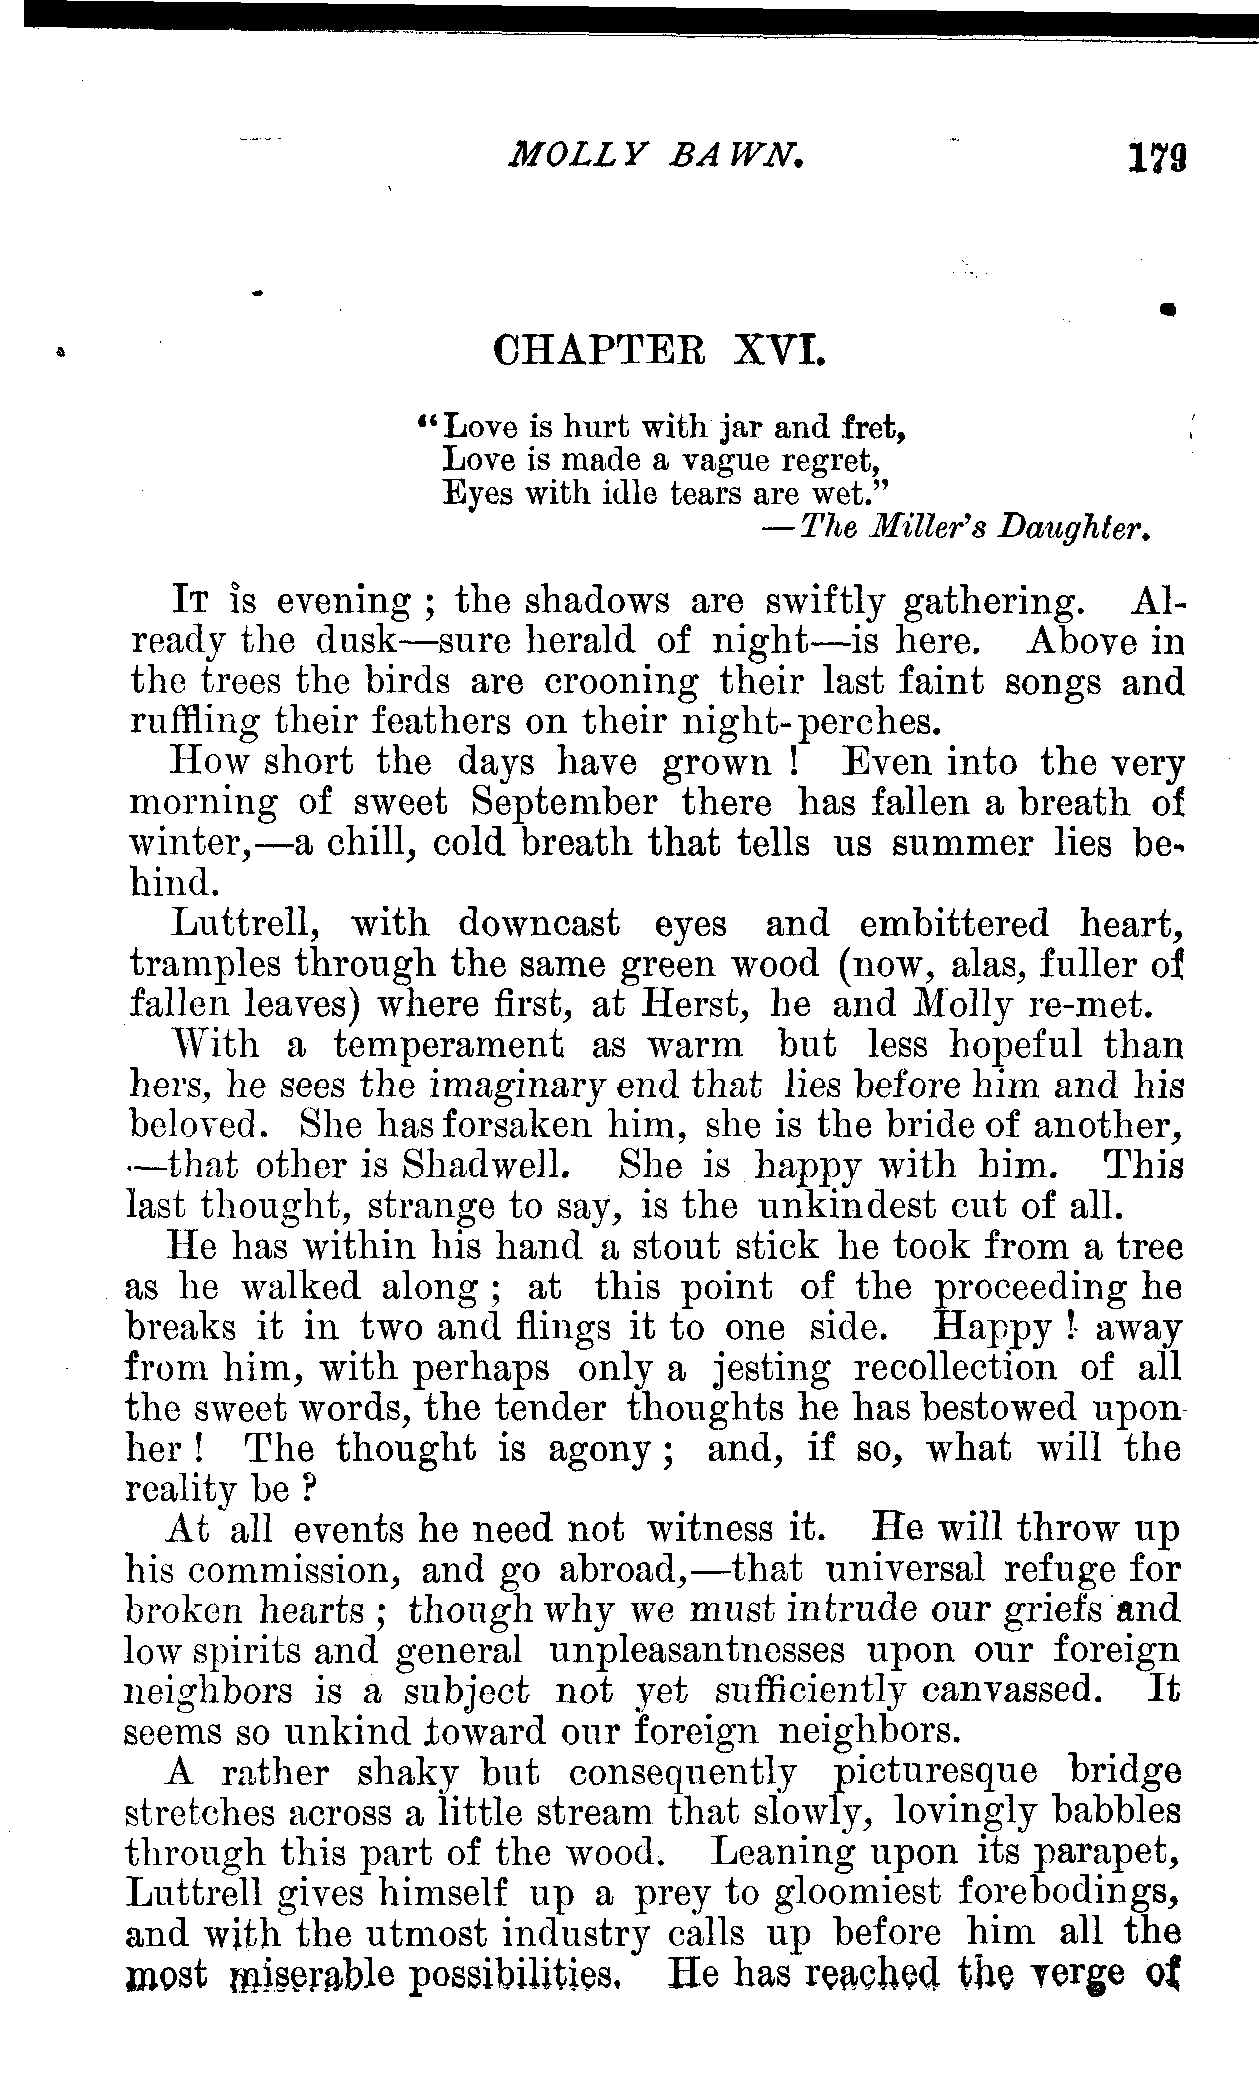 MOLLY BAWN. 179
CHAPTER XVI.
“Love is hurt with jar and fret,
Love is made a vague regret,
Eyes with idle tears are wet.”
—The Miller’s Daughter.
IT is evening ; the shadows are swiftly gathering. Al-
ready the dusk—sure herald of night—is here. Above in
the trees the birds are crooning their last faint songs and
ruffling their feathers on their night-perches.
How short the days have grown ! Even into the very
morning of sweet September there has fallen a breath of
winter,—a chill, cold breath that tells us summer lies be-
hind.
Luttrell, with downcast eyes and embittered heart,
tramples through the same green wood (now, alas, fuller of
fallen leaves) where first, at Herst, he and Molly re-met.
With a temperament as warm but less hopeful than
hers, he sees the imaginary end that lies before him and his
beloved. She has forsaken him, she is the bride of another,
—that other is Shadwell. She is happy with him. This
last thought, strange to say, is the unkindest cut of all.
He has within his hand a stout stick he took from a tree
as he walked along ; at this point of the proceeding he
breaks it in two and flings it to one side. Happy ! away
from him, with perhaps only a jesting recollection of all
the sweet words, the tender thoughts he has bestowed upon
her ! The thought is agony ; and, if so, what will the
reality be ?
At all events he need not witness it. He will throw up
his commission, and go abroad,—that universal refuge for
broken hearts ; though why we must intrude our griefs and
low spirits and general unpleasantnesses upon our foreign
neighbors is a subject not yet sufficiently canvassed. It
seems so unkind toward our foreign neighbors.
A rather shaky but consequently picturesque bridge
stretches across a little stream that slowly, lovingly babbles
through this part of the wood. Leaning upon its parapet,
Luttrell gives himself up a prey to gloomiest forebodings,
and with the utmost industry calls up before him all the
most miserable possibilities. He has reached the verge of